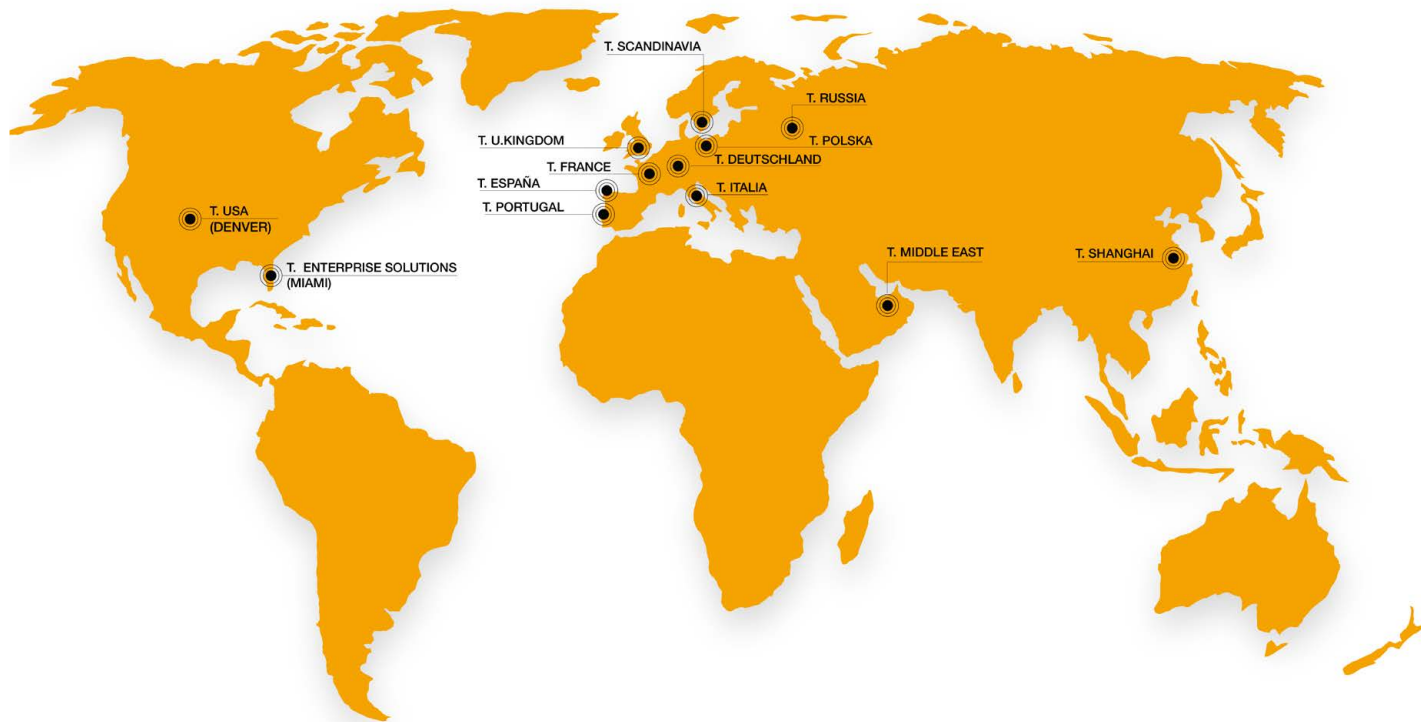 T. SCANDINAVIA
T. RUSSIA
T. U.KINGDOM
T. POLSKA
T. FRANCE
T. DEUTSCHLAND
T. ESPAÑA
T. ITALIA
T. PORTUGAL
T. USA
(DENVER)
T. MIDDLE EAST
T. SHANGHAI
T. ENTERPRISE SOLUTIONS
(MIAMI)